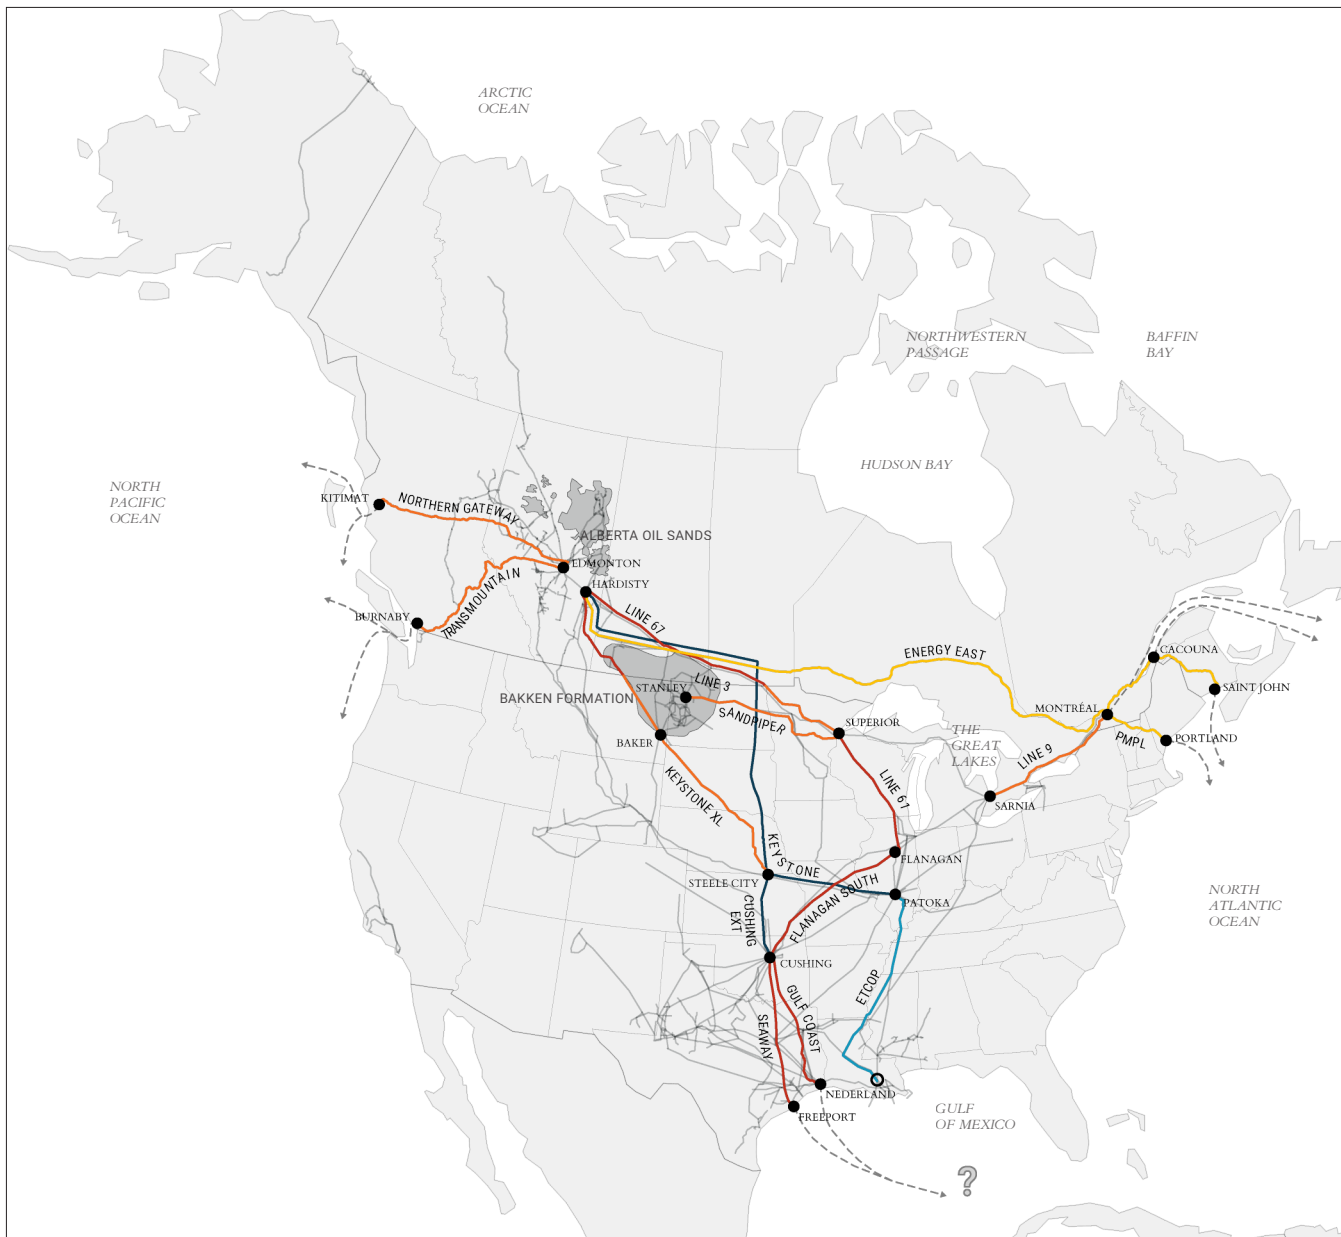 ARCTIC
OCEAN
NORTHWESTERN
PASSAGE
BAFFIN
BAY
HUDSON BAY
NORTH
PACIFIC
OCEAN
KITIMAT
NORTHERN GATEWAY
ALBERTA OIL SANDS
EDMONTON
HARDISTY
TRANSMOUNTAIN
BURNABY
LINE 67
ENERGY EAST
CACOUNA
SAINT JOHN
BAKKEN FORMATION
STANLEY
LINE 3
SANDPIPER
SUPERIOR
MONTRÉAL
PMPL
PORTLAND
THE
GREAT
LAKES
LINE 9
BAKER
KEYSTONE XL
LINE 61
SARNIA
KEYSTONE
FLANAGAN
STEELE CITY
FLANAGAN SOUTH
PATOKA
NORTH
ATLANTIC
OCEAN
CUSHING
EXT
CUSHING
ETCOP
GULF COAST
SEAWAY
NEDERLAND
FREEPORT
GULF
OF MEXICO
?